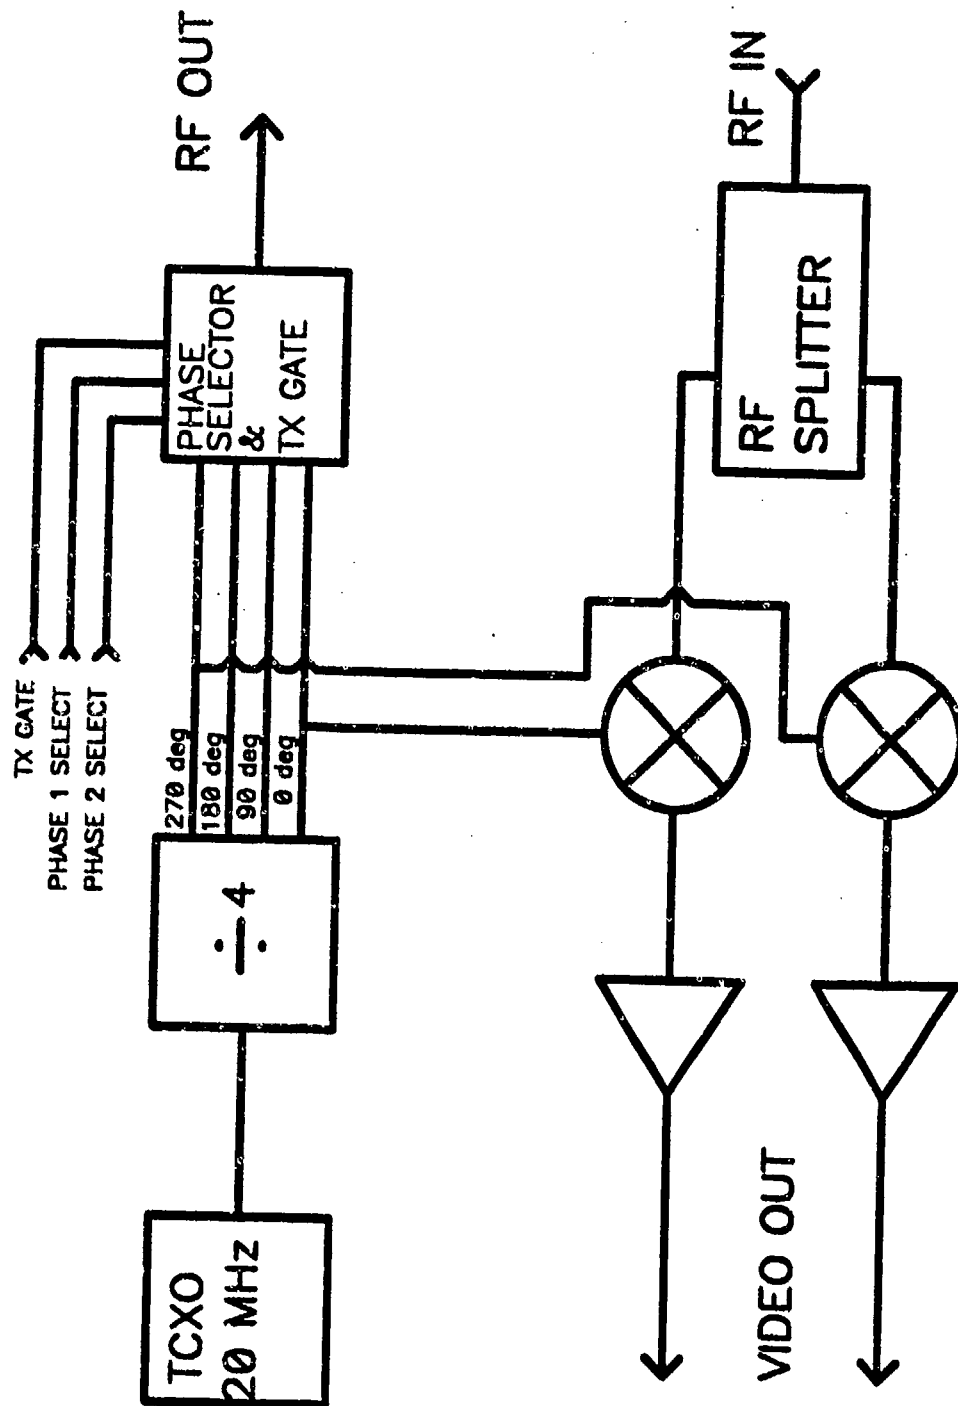 TX GATE
PHASE 1 SELECT
PHASE 2 SELECT
TCXO
20 MHz
÷4
270 deg
180 deg
90 deg
0 deg
PHASE
SELECTOR
&
TX GATE
RF OUT
RF
SPLITTER
RF IN
VIDEO OUT